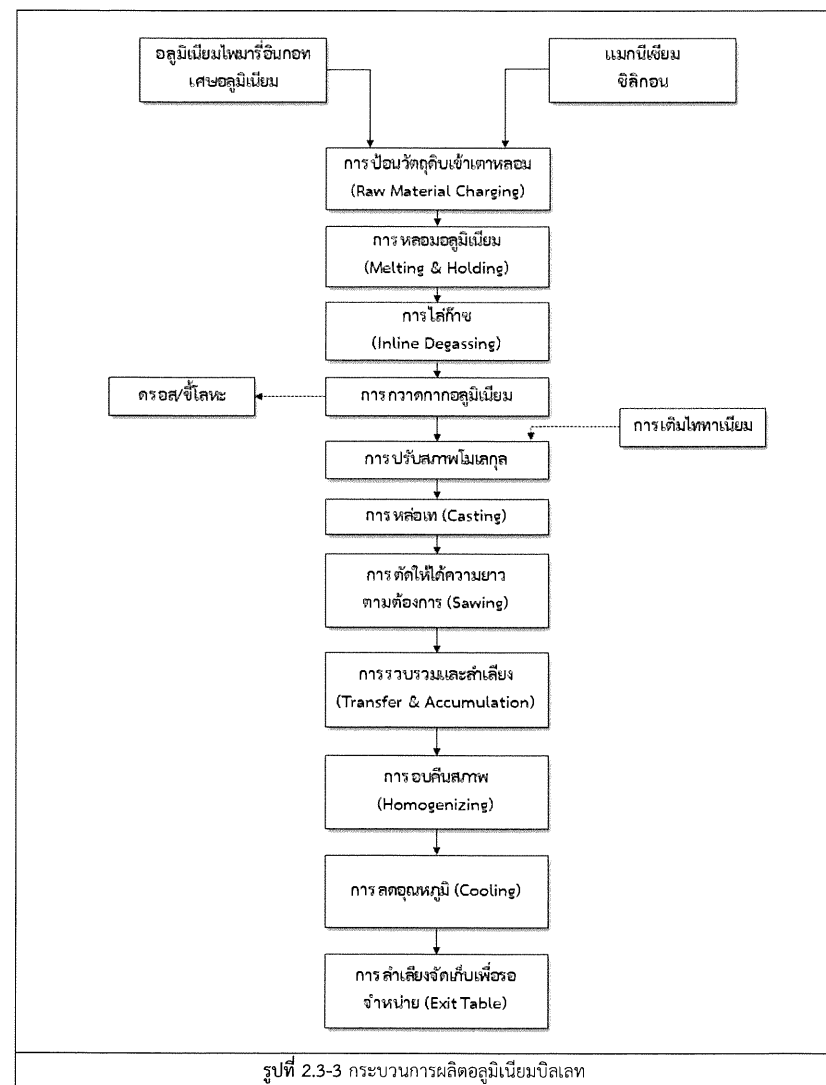 อลูมิเนียมไพมารี่อินกอท
เศษอลูมิเนียม
แมกนีเซียม
ซิลิกอน
การป้อนวัตถุดิบเข้าเตาหลอม
(Raw Material Charging)
การหลอมอลูมิเนียม
(Melting & Holding)
การไล่ก๊าซ
(Inline Degassing)
ดรอส/ขี้โลหะ
การกวาดกากอลูมิเนียม
การเติมไททาเนียม
การปรับสภาพโมเลกุล
การหล่อเท (Casting)
การตัดให้ได้ความยาว
ตามต้องการ (Sawing)
การรวบรวมและลำเลียง
(Transfer & Accumulation)
การอบคืนสภาพ
(Homogenizing)
การลดอุณหภูมิ (Cooling)
การลำเลียงจัดเก็บเพื่อรอ
จำหน่าย (Exit Table)
รูปที่ 2.3-3 กระบวนการผลิตอลูมิเนียมบิลเลท